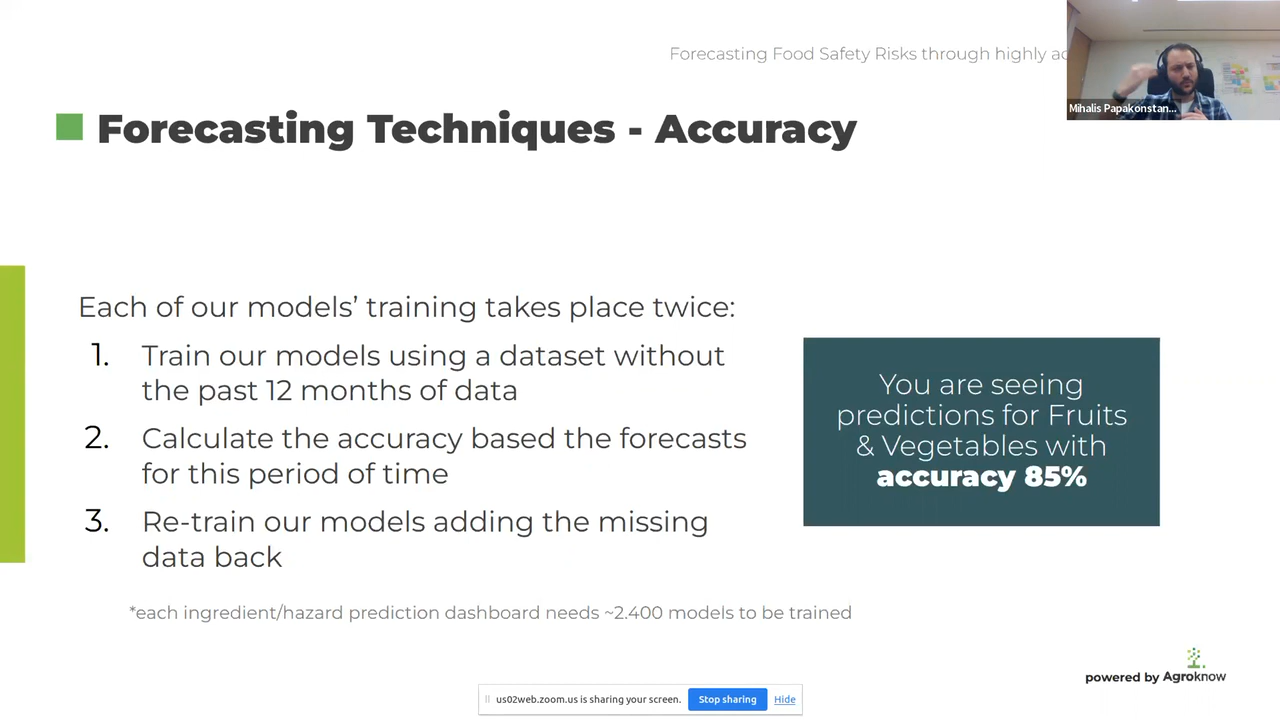 Forecasting Food Safety Risks through highly
Mihalis Papakonstan...
Forecasting Techniques - Accuracy
Each of our models’ training takes place twice:
1. Train our models using a dataset without
the past 12 months of data
2. Calculate the accuracy based the forecasts
for this period of time
3. Re-train our models adding the missing
data back
*each ingredient/hazard prediction dashboard needs ~2.400 models to be trained
You are seeing
predictions for Fruits
& Vegetables with
accuracy 85%
powered by Agroknow
us02web.zoom.us is sharing your screen.
Stop sharing
Hide